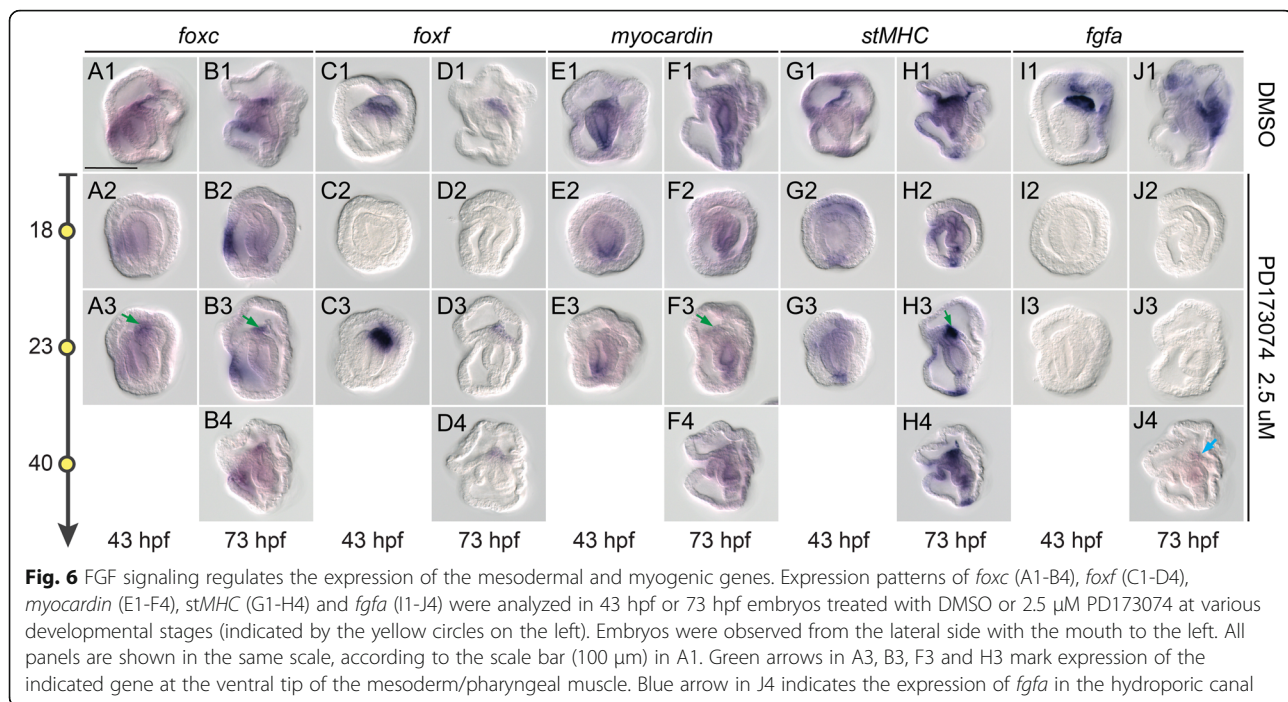 foxc foxf myocardin stMHC fgfa
A1 B1 C1 D1 E1 F1 G1 H1 I1 J1
DMSO
A2 B2 C2 D2 E2 F2 G2 H2 I2 J2
18
A3 B3 C3 D3 E3 F3 G3 H3 I3 J3
23
PD173074 2.5 uM
B4 D4 F4 H4 J4
40
43 hpf 73 hpf 43 hpf 73 hpf 43 hpf 73 hpf 43 hpf 73 hpf 43 hpf 73 hpf
Fig. 6 FGF signaling regulates the expression of the mesodermal and myogenic genes. Expression patterns of foxc (A1-B4), foxf (C1-D4),
myocardin (E1-F4), stMHC (G1-H4) and fgfa (I1-J4) were analyzed in 43 hpf or 73 hpf embryos treated with DMSO or 2.5 μM PD173074 at various
developmental stages (indicated by the yellow circles on the left). Embryos were observed from the lateral side with the mouth to the left. All
panels are shown in the same scale, according to the scale bar (100 μm) in A1. Green arrows in A3, B3, F3 and H3 mark expression of the
indicated gene at the ventral tip of the mesoderm/pharyngeal muscle. Blue arrow in J4 indicates the expression of fgfa in the hydroporic canal